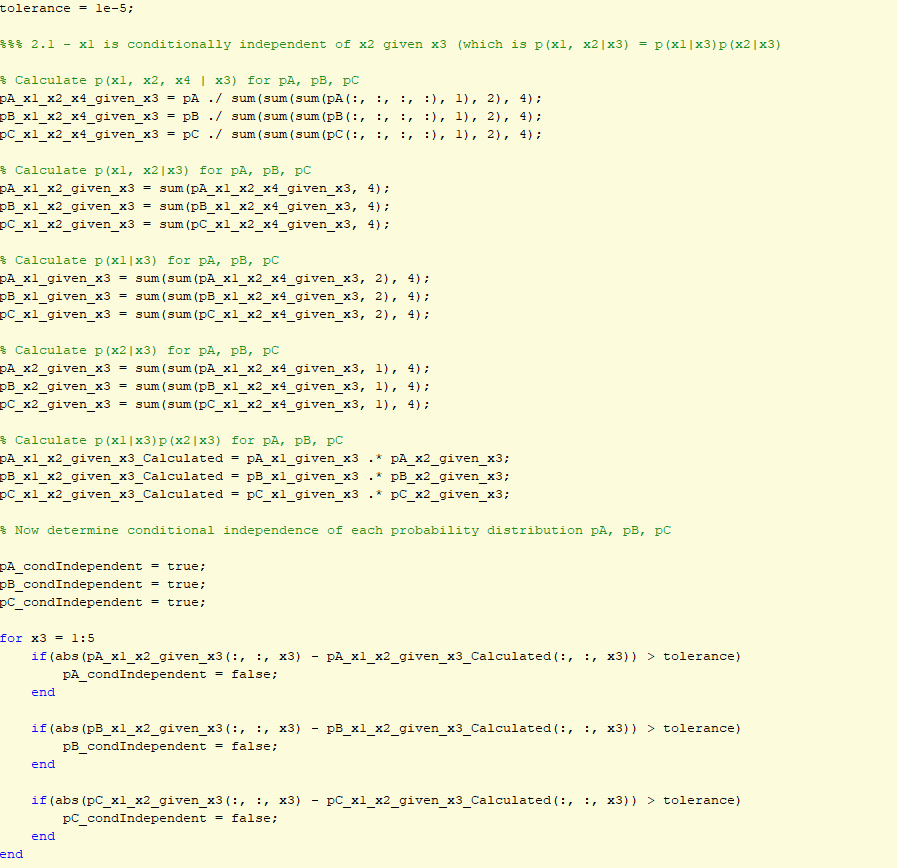 tolerance = 1e-5;
%%% 2.1 - x1 is conditionally independent of x2 given x3 (which is p(x1, x2|x3) = p(x1|x3)p(x2|x3)
% Calculate p(x1, x2, x4 | x3) for pA, pB, pC
pA_x1_x2_x4_given_x3 = pA ./ sum(sum(sum(pA(:, :, :, :), 1), 2), 4);
pB_x1_x2_x4_given_x3 = pB ./ sum(sum(sum(pB(:, :, :, :), 1), 2), 4);
pC_x1_x2_x4_given_x3 = pC ./ sum(sum(sum(pC(:, :, :, :), 1), 2), 4);
% Calculate p(x1, x2|x3) for pA, pB, pC
pA_x1_x2_given_x3 = sum(pA_x1_x2_x4_given_x3, 4);
pB_x1_x2_given_x3 = sum(pB_x1_x2_x4_given_x3, 4);
pC_x1_x2_given_x3 = sum(pC_x1_x2_x4_given_x3, 4);
% Calculate p(x1|x3) for pA, pB, pC
pA_x1_given_x3 = sum(sum(pA_x1_x2_x4_given_x3, 2), 4);
pB_x1_given_x3 = sum(sum(pB_x1_x2_x4_given_x3, 2), 4);
pC_x1_given_x3 = sum(sum(pC_x1_x2_x4_given_x3, 2), 4);
% Calculate p(x2|x3) for pA, pB, pC
pA_x2_given_x3 = sum(sum(pA_x1_x2_x4_given_x3, 1), 4);
pB_x2_given_x3 = sum(sum(pB_x1_x2_x4_given_x3, 1), 4);
pC_x2_given_x3 = sum(sum(pC_x1_x2_x4_given_x3, 1), 4);
% Calculate p(x1|x3)p(x2|x3) for pA, pB, pC
pA_x1_x2_given_x3_Calculated = pA_x1_given_x3 .* pA_x2_given_x3;
pB_x1_x2_given_x3_Calculated = pB_x1_given_x3 .* pB_x2_given_x3;
pC_x1_x2_given_x3_Calculated = pC_x1_given_x3 .* pC_x2_given_x3;
% Now determine conditional independence of each probability distribution pA, pB, pC
pA_condIndependent = true;
pB_condIndependent = true;
pC_condIndependent = true;
for x3 = 1:5
if(abs(pA_x1_x2_given_x3(:, :, x3) - pA_x1_x2_given_x3_Calculated(:, :, x3)) > tolerance)
pA_condIndependent = false;
end
if(abs(pB_x1_x2_given_x3(:, :, x3) - pB_x1_x2_given_x3_Calculated(:, :, x3)) > tolerance)
pB_condIndependent = false;
end
if(abs(pC_x1_x2_given_x3(:, :, x3) - pC_x1_x2_given_x3_Calculated(:, :, x3)) > tolerance)
pC_condIndependent = false;
end
end